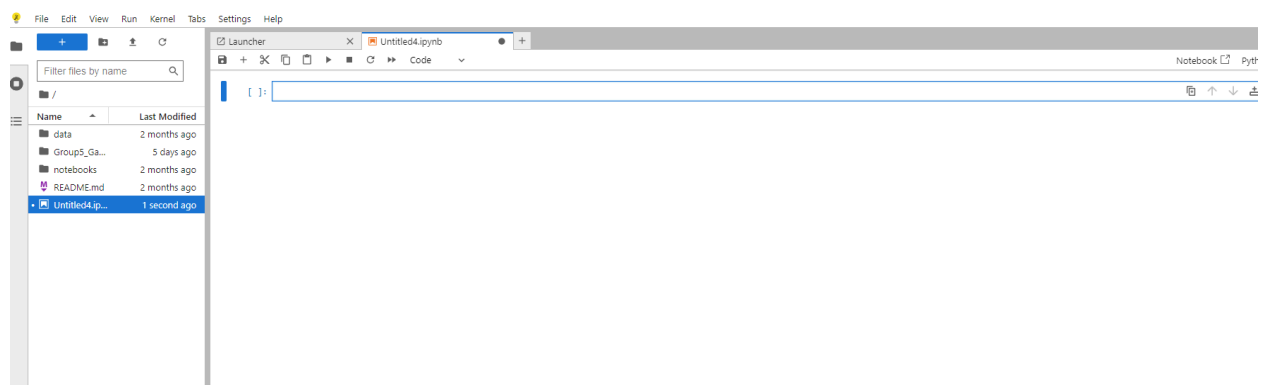 File Edit View Run Kernel Tabs Settings Help
+
Launcher
Untitled4.ipynb
+
Code
Notebook
Pyth
Filter files by name
/
[ ]:
Name Last Modified
data 2 months ago
Group5_Ga... 5 days ago
notebooks 2 months ago
README.md 2 months ago
Untitled4.ip... 1 second ago